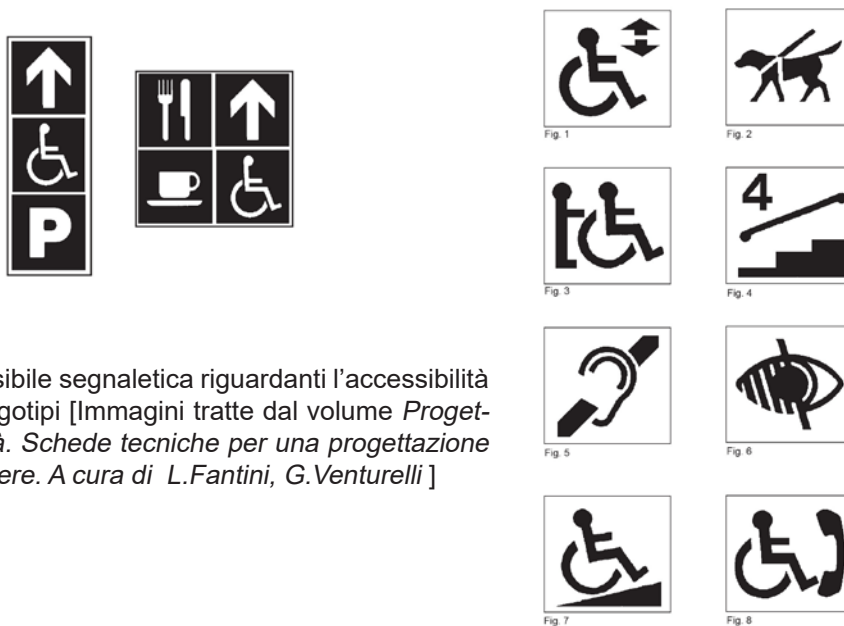 P
Fig. 1
Fig. 2
Fig. 3
4
Fig. 4
sibile segnaletica riguardanti l'accessibilità
gotipi [Immagini tratte dal volume Proget-
à. Schede tecniche per una progettazione
ere. A cura di L.Fantini, G.Venturelli ]
Fig. 5
Fig. 6
Fig. 7
Fig. 8